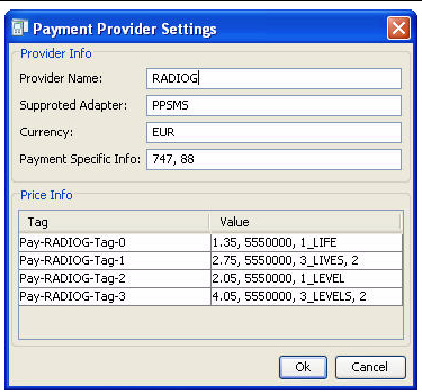 Payment Provider Settings
Provider Info
Provider Name: RADIOG
Supproted Adapter: PPSMS
Currency: EUR
Payment Specific Info: 747, 88
Price Info
Tag Value
Pay-RADIOG-Tag-0 1.35, 5550000, 1_LIFE
Pay-RADIOG-Tag-1 2.75, 5550000, 3_LIVES, 2
Pay-RADIOG-Tag-2 2.05, 5550000, 1_LEVEL
Pay-RADIOG-Tag-3 4.05, 5550000, 3_LEVELS, 2
Ok Cancel